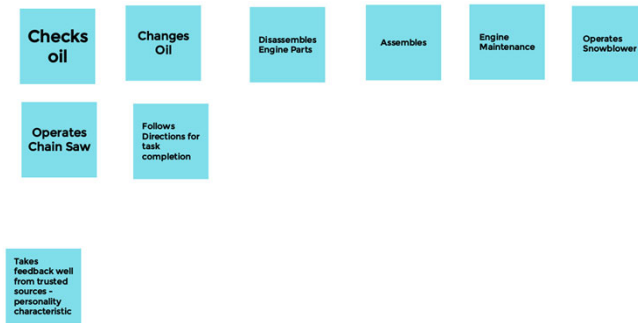 Checks
oil
Changes
Oil
Disassembles
Engine Parts
Assembles
Engine
Maintenance
Operates
Snowblower
Operates
Chain Saw
Follows
Directions for
task
completion
Takes
feedback well
from trusted
sources -
personality
characteristic